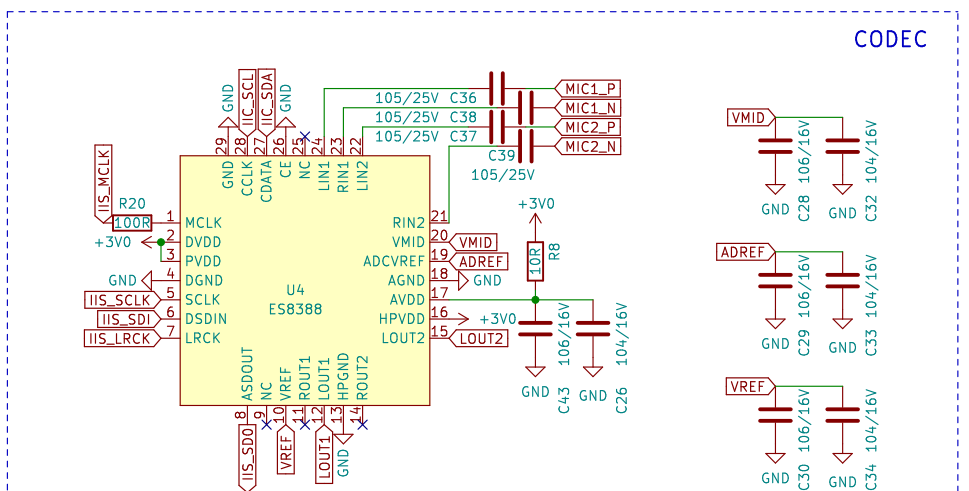 CODEC
MIC1_P
105/25V C36
MIC1_N
105/25V C38
MIC2_P
105/25V C37
MIC2_N
C39
105/25V
GND
IIC_SCL
IIC_SDA
GND
29
28
27
26
25
24
23
22
GND
CCLK
CDATA
CE
NC
LIN1
RIN1
LIN2
IIS_MCLK
R20
100R
+3V0
GND
IIS_SCLK
IIS_SDI
IIS_LRCK
1 MCLK
2 DVDD
3 PVDD
4 DGND
5 SCLK
6 DSDIN
7 LRCK
U4
ES8388
RIN2 21
VMID 20 VMID
ADCVREF 19 ADREF
AGND 18 GND
AVDD 17
HPVDD 16 +3V0
LOUT2 15 LOUT2
ASDOUT
NC
VREF
ROUT1
LOUT1
HPGND
ROUT2
8
9
10
11
12
13
14
IIS_SDO
VREF
LOUT1
GND
+3V0
10R
R8
106/16V
104/16V
GND
C43
GND
C26
VMID
106/16V
104/16V
GND
C28
GND
C32
ADREF
106/16V
104/16V
GND
C29
GND
C33
VREF
106/16V
104/16V
GND
C30
GND
C34